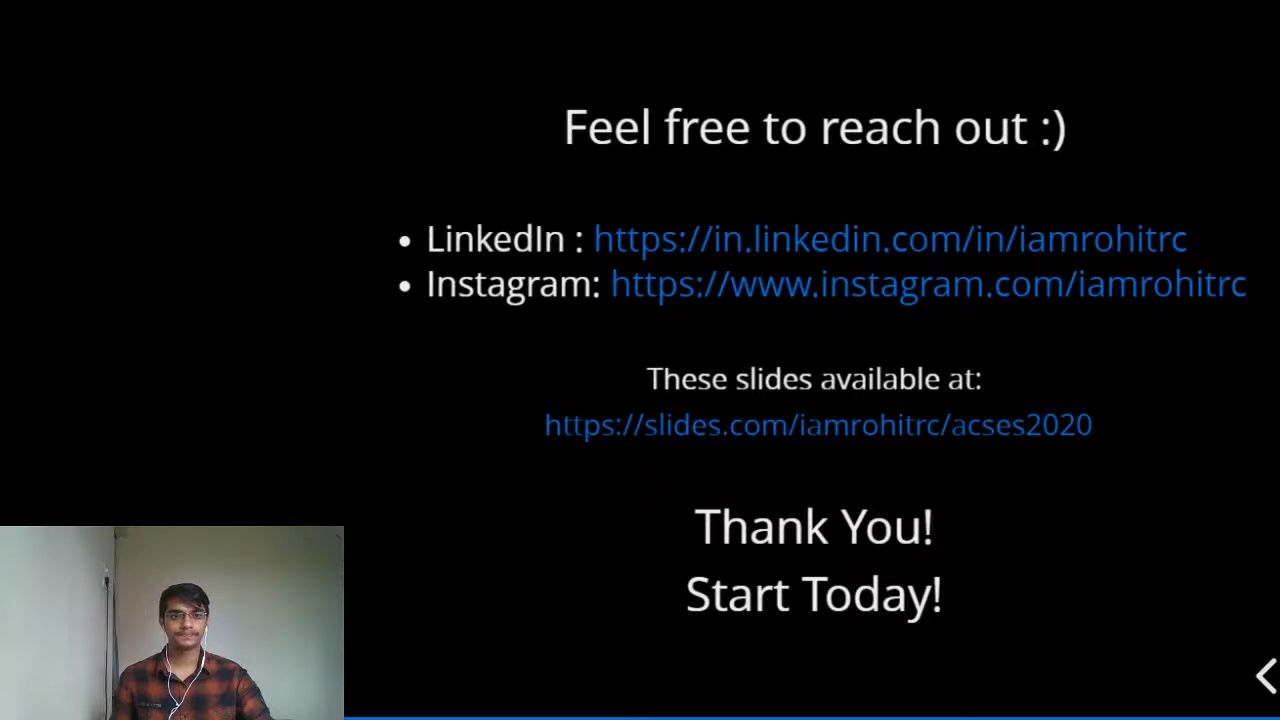 Feel free to reach out :)
• LinkedIn : https://in.linkedin.com/in/iamrohitrc
• Instagram: https://www.instagram.com/iamrohitrc
These slides available at:
https://slides.com/iamrohitrc/acses2020
Thank You!
Start Today!